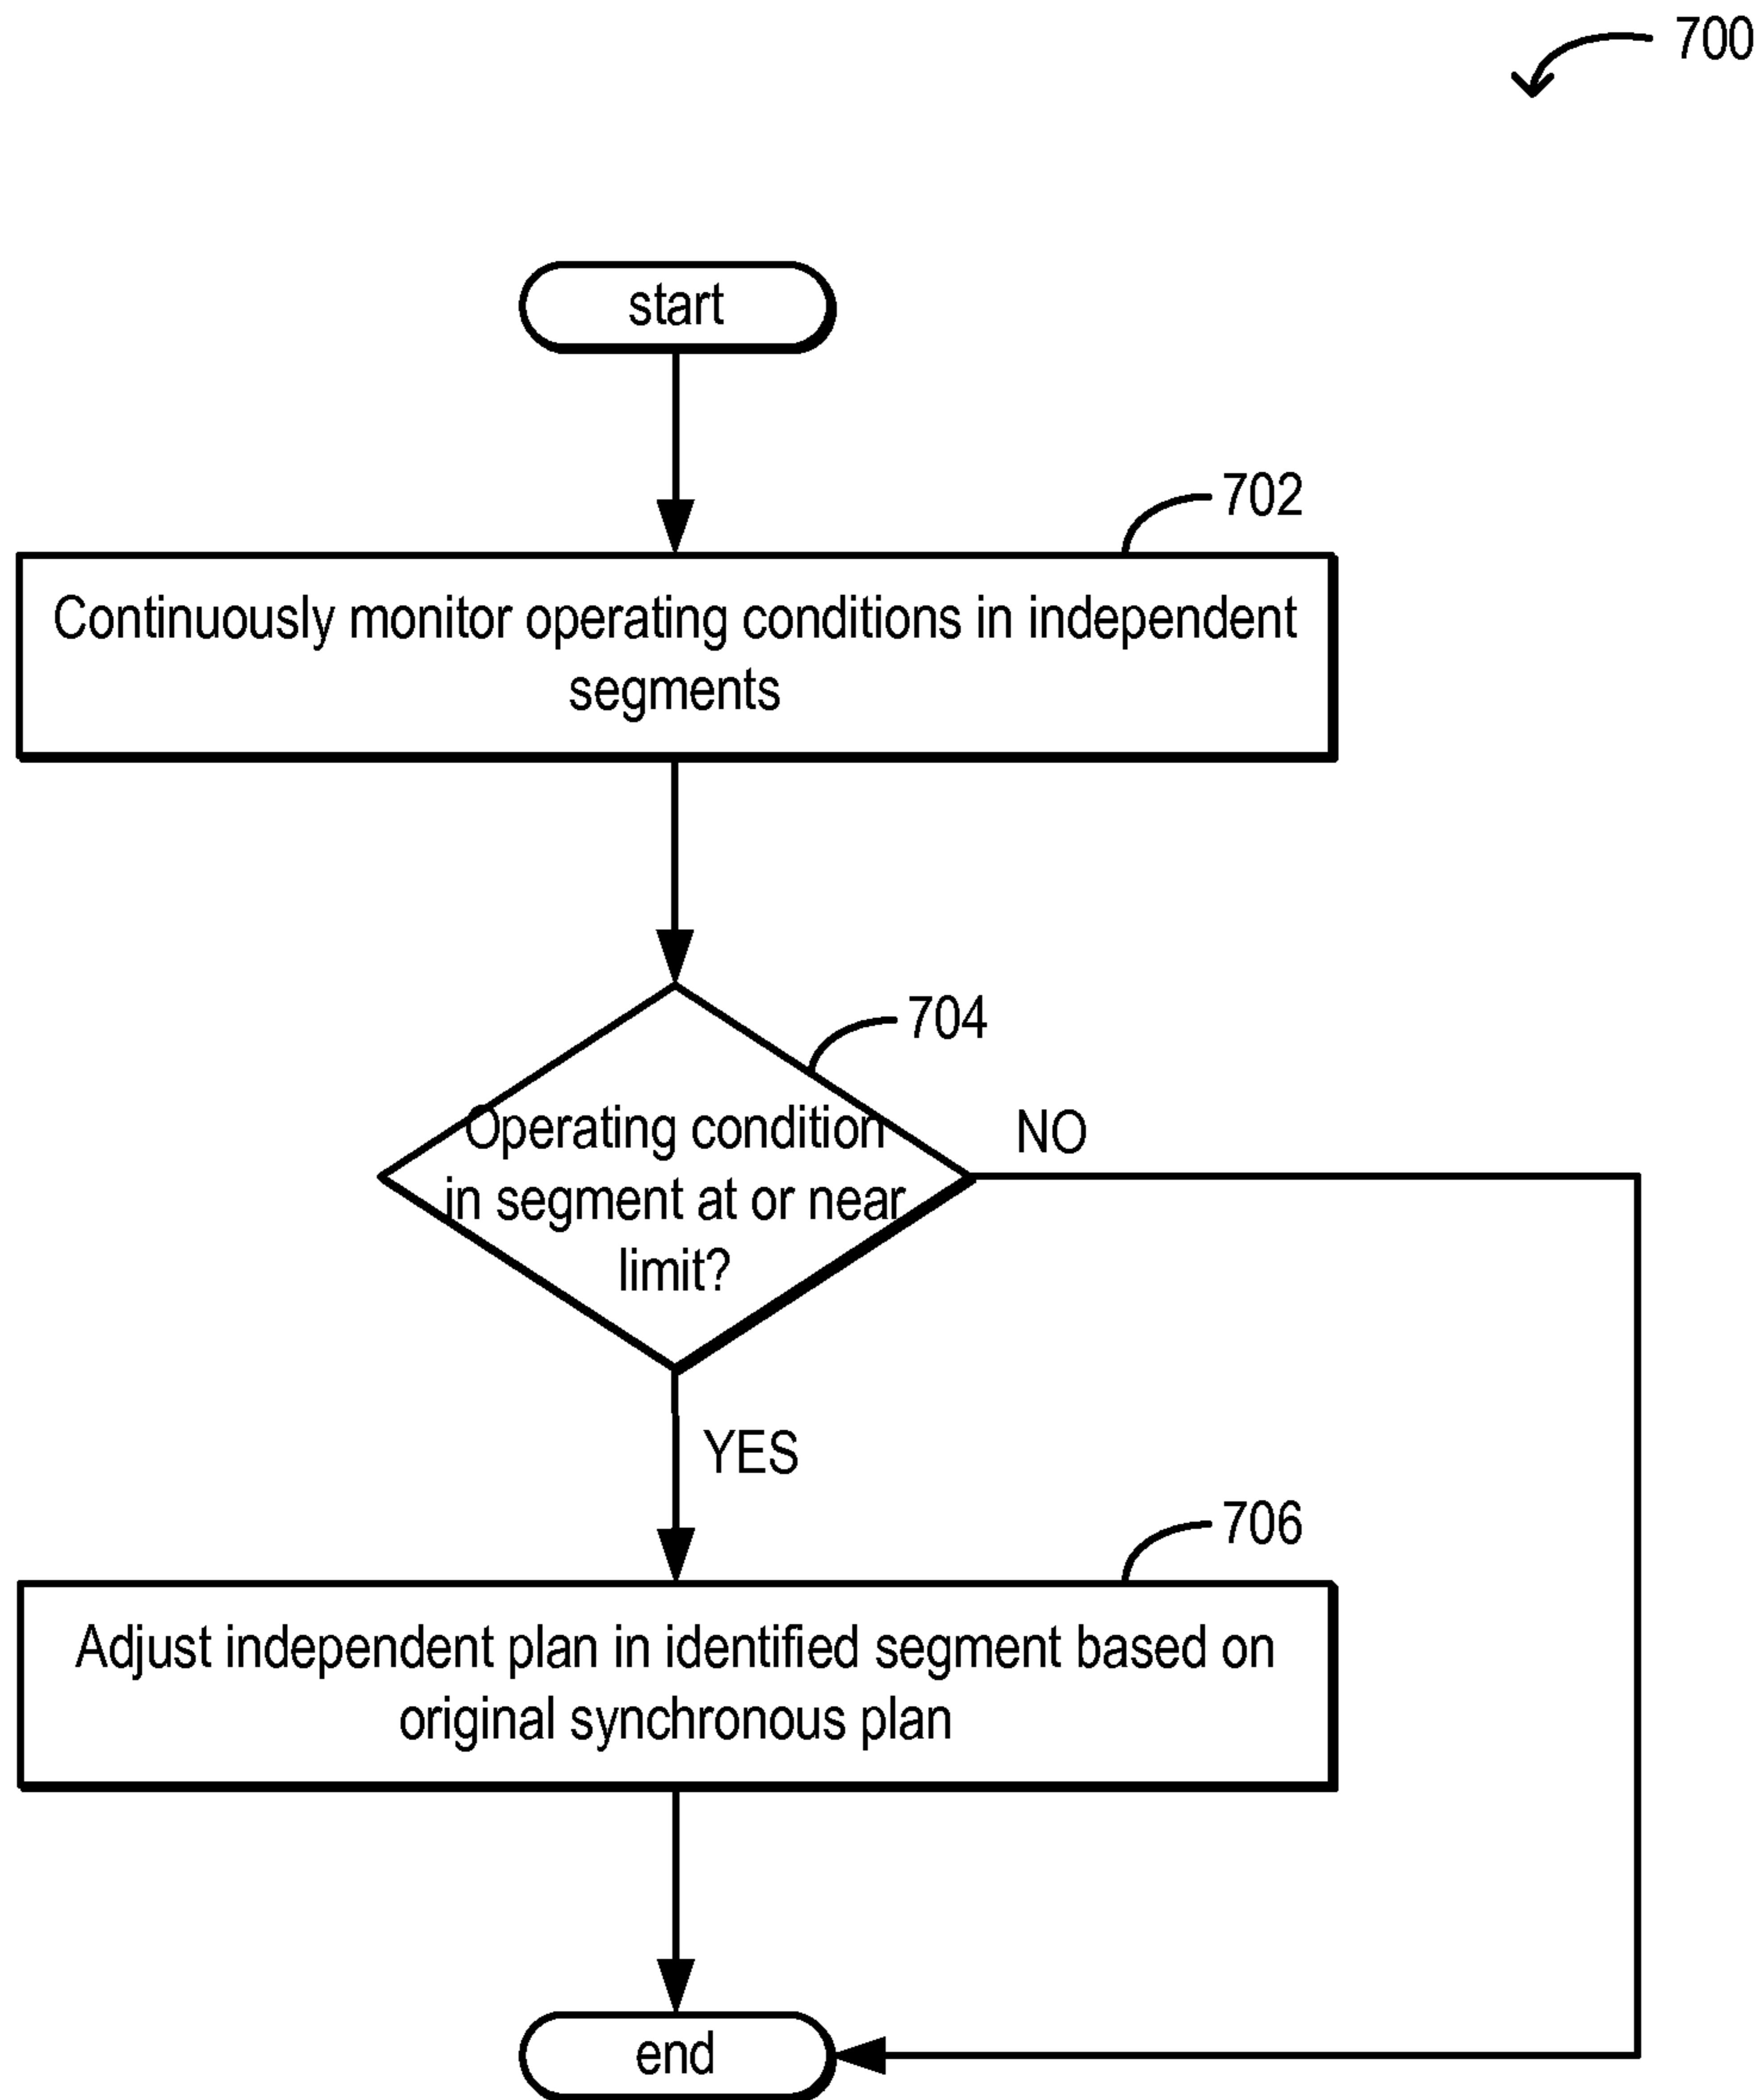 700
start
702
Continuously monitor operating conditions in independent
segments
704
Operating condition
in segment at or near
limit?
NO
YES
706
Adjust independent plan in identified segment based on
original synchronous plan
end